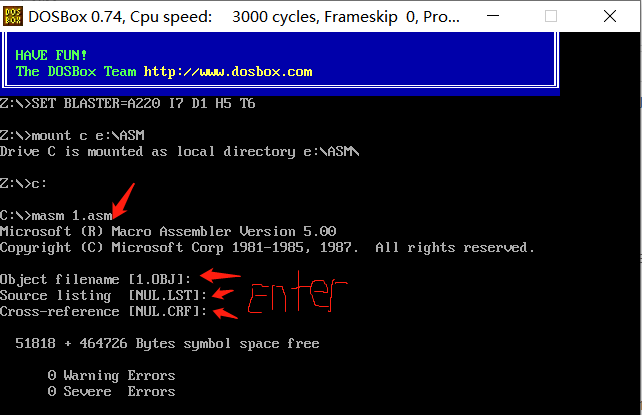 DOSBox 0.74, Cpu speed:    3000 cycles, Frameskip  0, Pro...
HAVE FUN!
The DOSBox Team http://www.dosbox.com
Z:\>SET BLASTER=A220 I7 D1 H5 T6
Z:\>mount c e:\ASM
Drive C is mounted as local directory e:\ASM\
Z:\>c:
C:\>masm 1.asm
Microsoft (R) Macro Assembler Version 5.00
Copyright (C) Microsoft Corp 1981-1985, 1987.  All rights reserved.
Object filename [1.OBJ]:
Source listing  [NUL.LST]:
Cross-reference [NUL.CRF]:
enter
51818 + 464726 Bytes symbol space free
0 Warning Errors
0 Severe  Errors